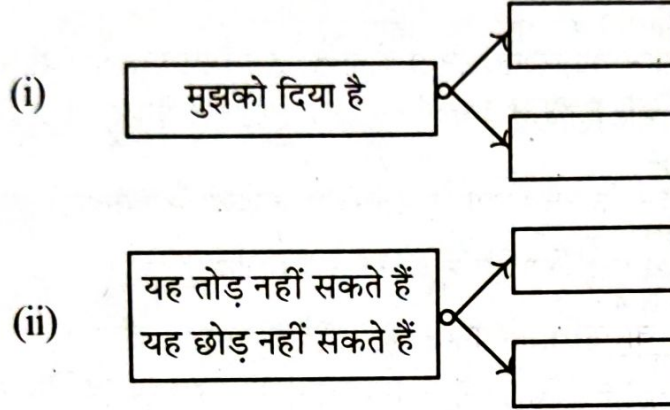 (i)
मुझको दिया है
(ii)
यह तोड़ नहीं सकते हैं
यह छोड़ नहीं सकते हैं